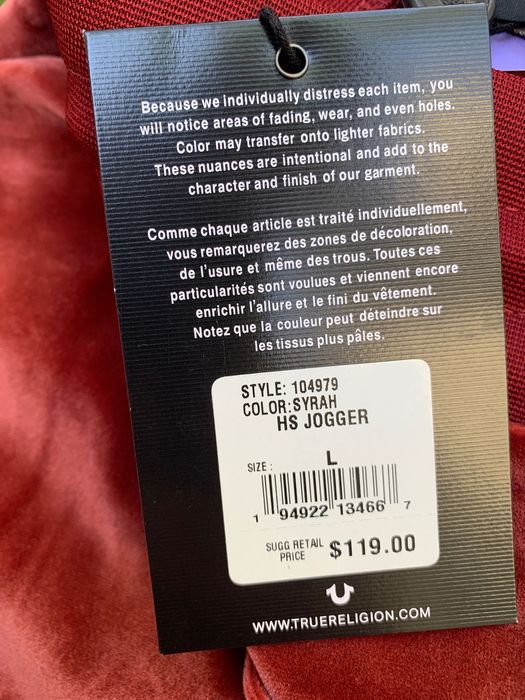 Because we individually distress each item, you
will notice areas of fading, wear, and even holes.
Color may transfer onto lighter fabrics.
These nuances are intentional and add to the
character and finish of our garment.
Comme chaque article est traité individuellement,
vous remarquerez des zones de décoloration,
de l'usure et même des trous. Toutes ces
particularités sont voulues et viennent encore
enrichir l'allure et le fini du vêtement.
Notez que la couleur peut déteindre sur
les tissus plus pâles.
STYLE: 104979
COLOR:SYRAH
HS JOGGER
SIZE: L
1 94922 13466 7
SUGG RETAIL
PRICE $119.00
WWW.TRUERELIGION.COM